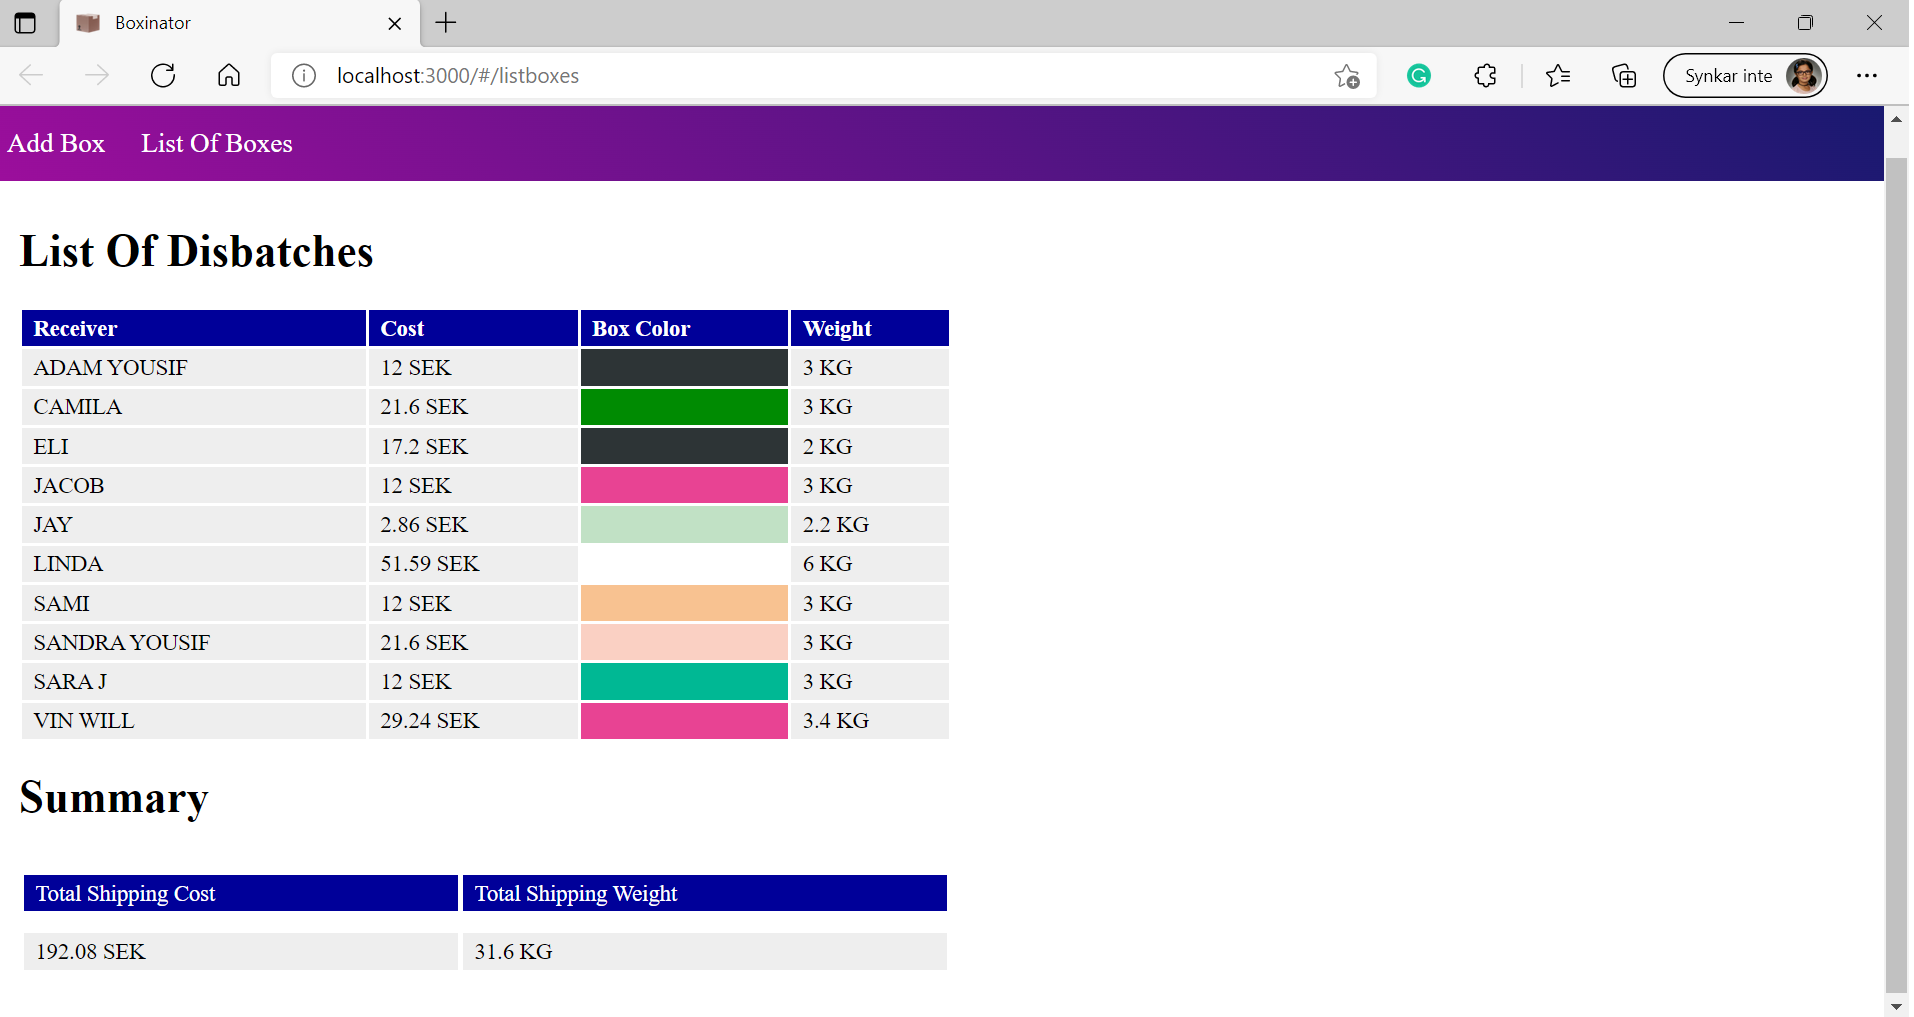 Boxinator
localhost:3000/#/listboxes
Synkar inte
Add Box List Of Boxes
List Of Disbatches
Receiver Cost Box Color Weight
ADAM YOUSIF 12 SEK 3 KG
CAMILA 21.6 SEK 3 KG
ELI 17.2 SEK 2 KG
JACOB 12 SEK 3 KG
JAY 2.86 SEK 2.2 KG
LINDA 51.59 SEK 6 KG
SAMI 12 SEK 3 KG
SANDRA YOUSIF 21.6 SEK 3 KG
SARA J 12 SEK 3 KG
VIN WILL 29.24 SEK 3.4 KG
Summary
Total Shipping Cost Total Shipping Weight
192.08 SEK 31.6 KG